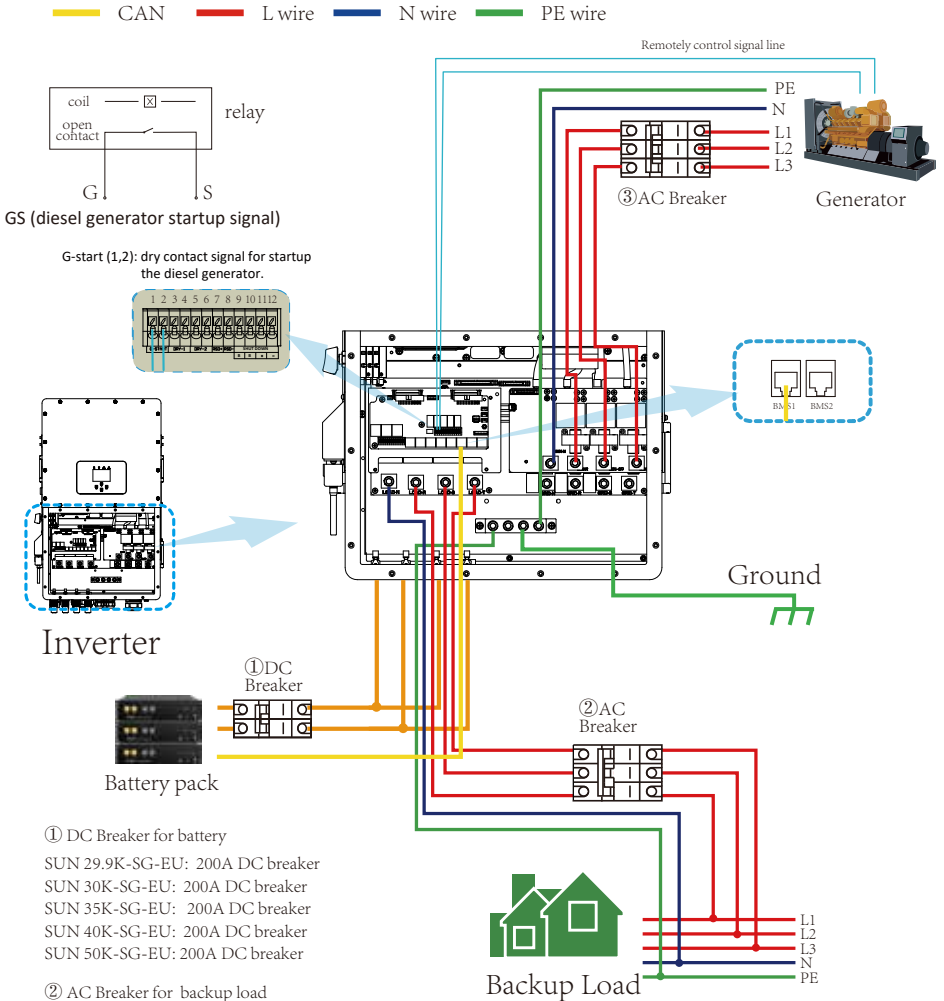 CAN L wire N wire PE wire
Remotely control signal line
coil X
open
contact
relay
G S
GS (diesel generator startup signal)
PE
N
L1
L2
L3
③AC Breaker
Generator
G-start (1,2): dry contact signal for startup
the diesel generator.
1 2 3 4 5 6 7 8 9 10 11 12
BMS1 BMS2
Ground
Inverter
①DC
Breaker
②AC
Breaker
Battery pack
① DC Breaker for battery
SUN 29.9K-SG-EU: 200A DC breaker
SUN 30K-SG-EU: 200A DC breaker
SUN 35K-SG-EU: 200A DC breaker
SUN 40K-SG-EU: 200A DC breaker
SUN 50K-SG-EU: 200A DC breaker
② AC Breaker for backup load
Backup Load
L1
L2
L3
N
PE